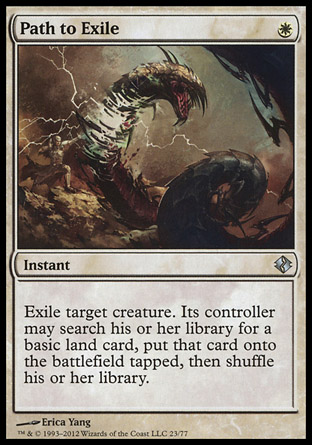 Path to Exile
Instant
Exile target creature. Its controller
may search his or her library for a
basic land card, put that card onto
the battlefield tapped, then shuffle
his or her library.
Erica Yang
™ & © 1993–2012 Wizards of the Coast LLC 23/77